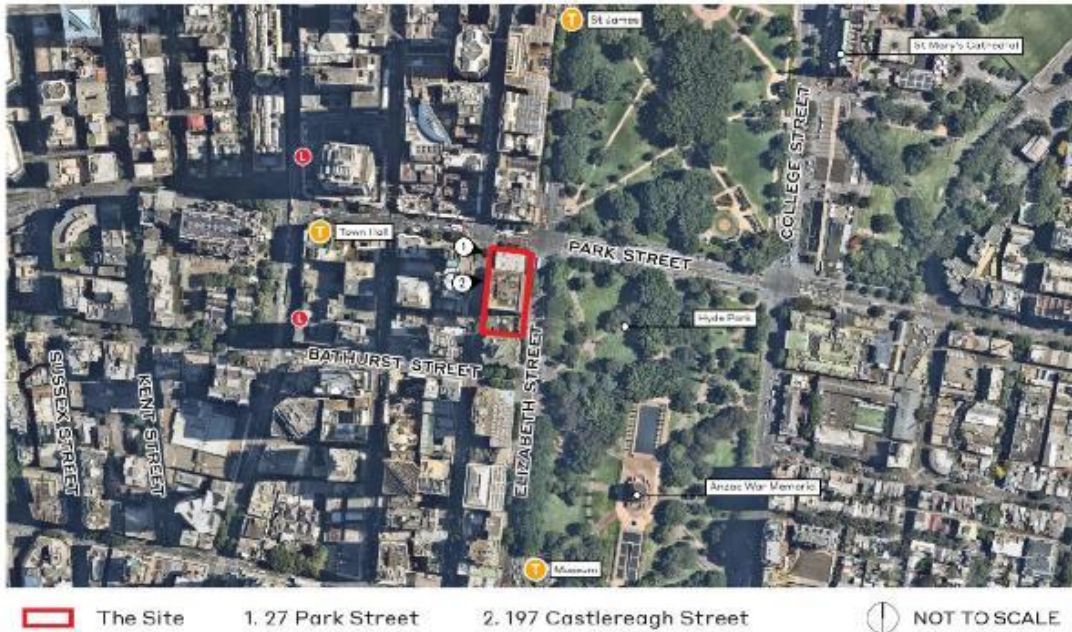 T St James
St Mary's Cathedral
COLLEGE STREET
L
T Town Hall
1
PARK STREET
2
Hyde Park
L
BATHURST STREET
SUSSEX STREET
KENT STREET
ELIZABETH STREET
Anzac War Memorial
T Museum
The Site 1. 27 Park Street 2. 197 Castlereagh Street NOT TO SCALE